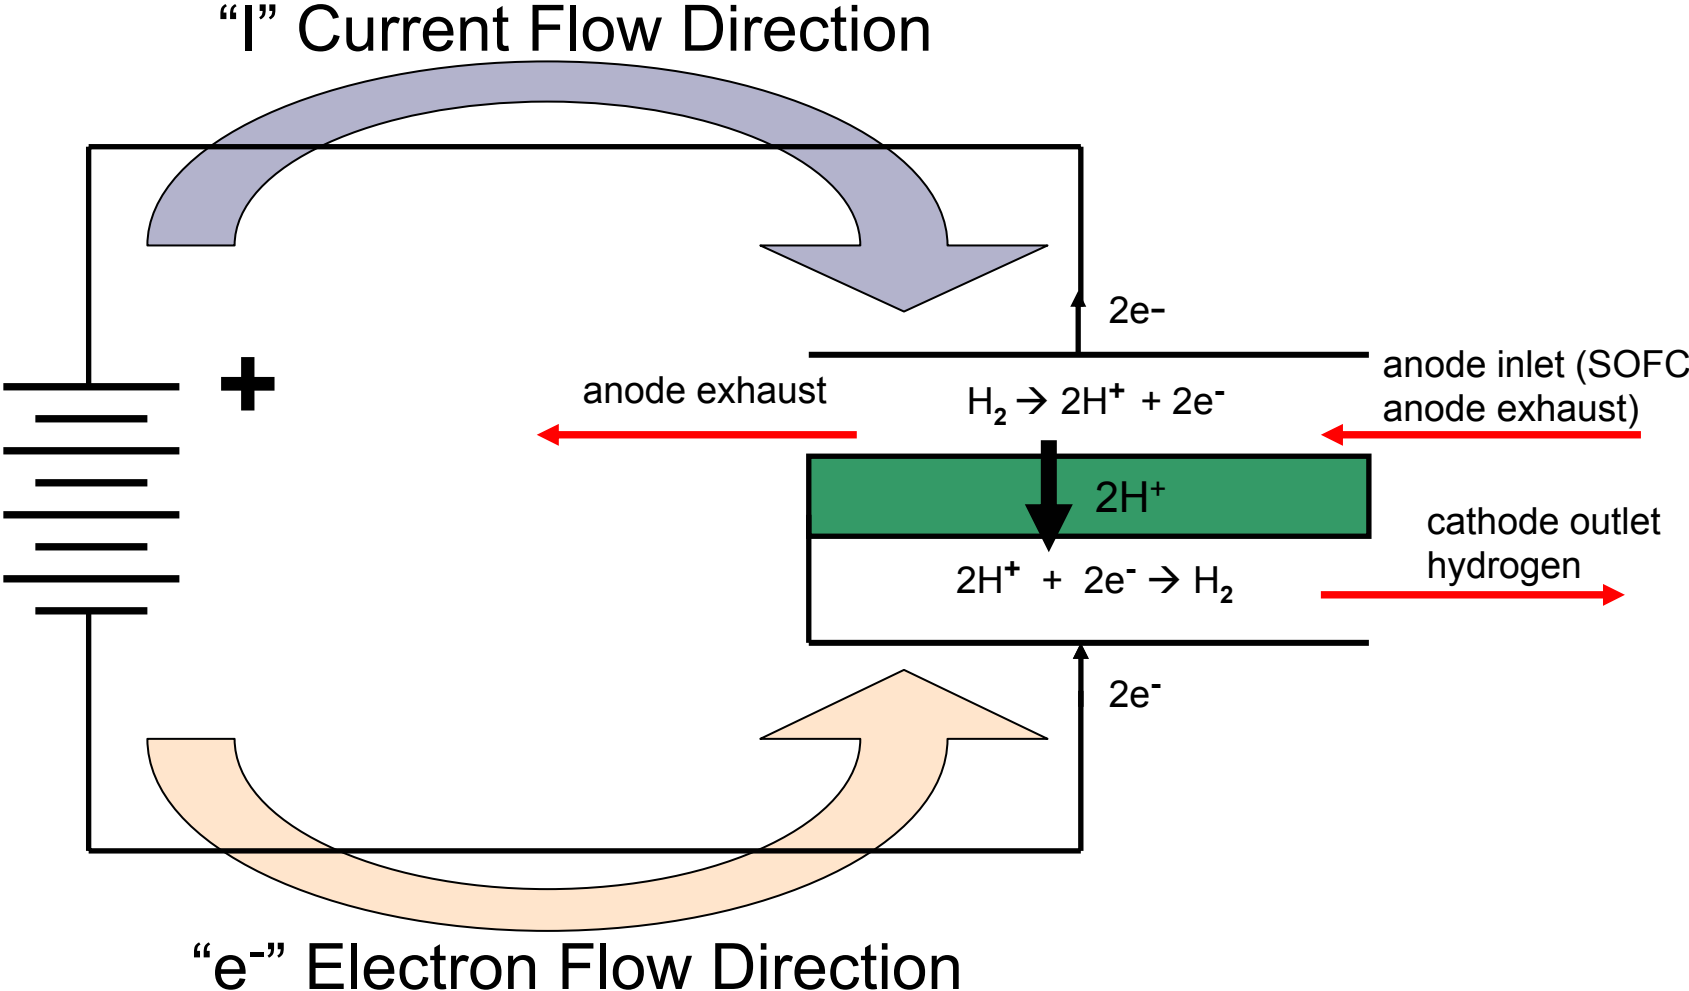 “I” Current Flow Direction
2e-
+
anode exhaust
H₂ → 2H⁺ + 2e⁻
anode inlet (SOFC
anode exhaust)
2H⁺
cathode outlet
hydrogen
2H⁺ + 2e⁻ → H₂
2e⁻
“e⁻” Electron Flow Direction